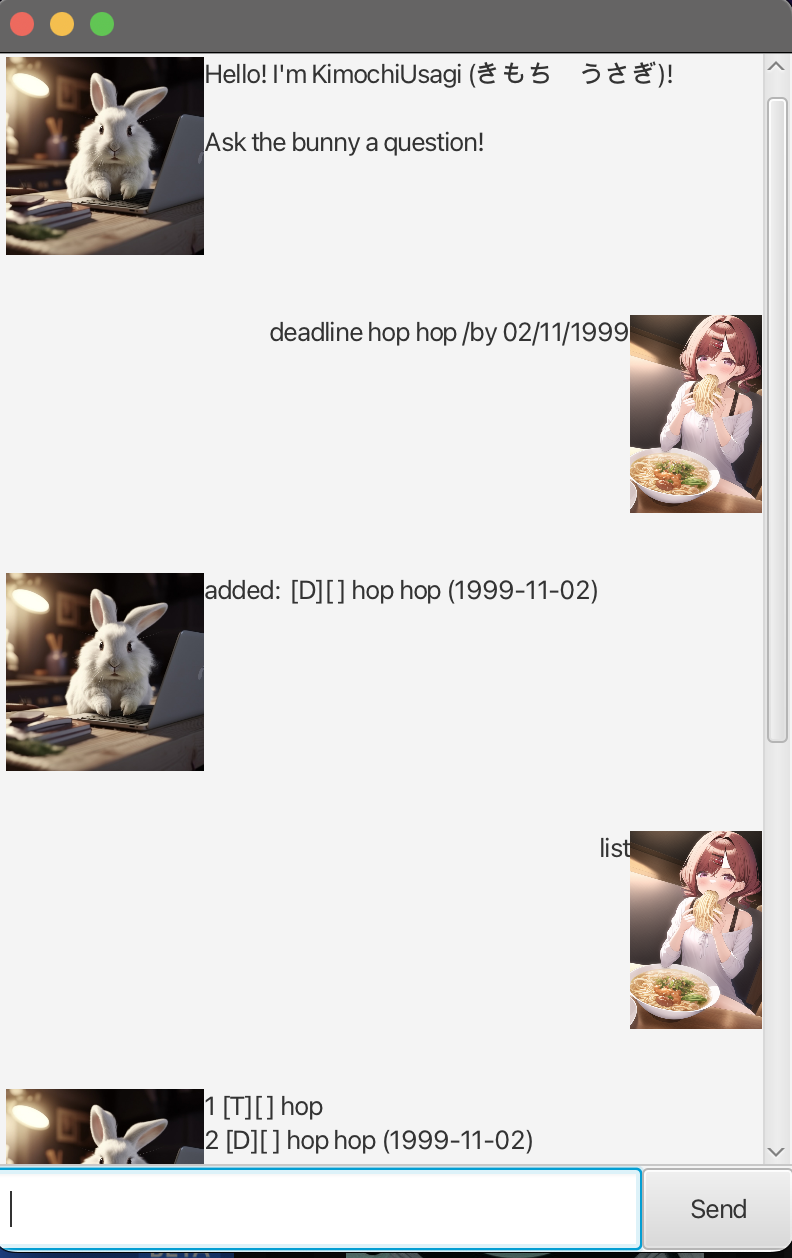 Hello! I'm KimochiUsagi (きもち　うさぎ)!
Ask the bunny a question!
deadline hop hop /by 02/11/1999
added: [D][ ] hop hop (1999-11-02)
list
1 [T][ ] hop
2 [D][ ] hop hop (1999-11-02)
Send
BETA